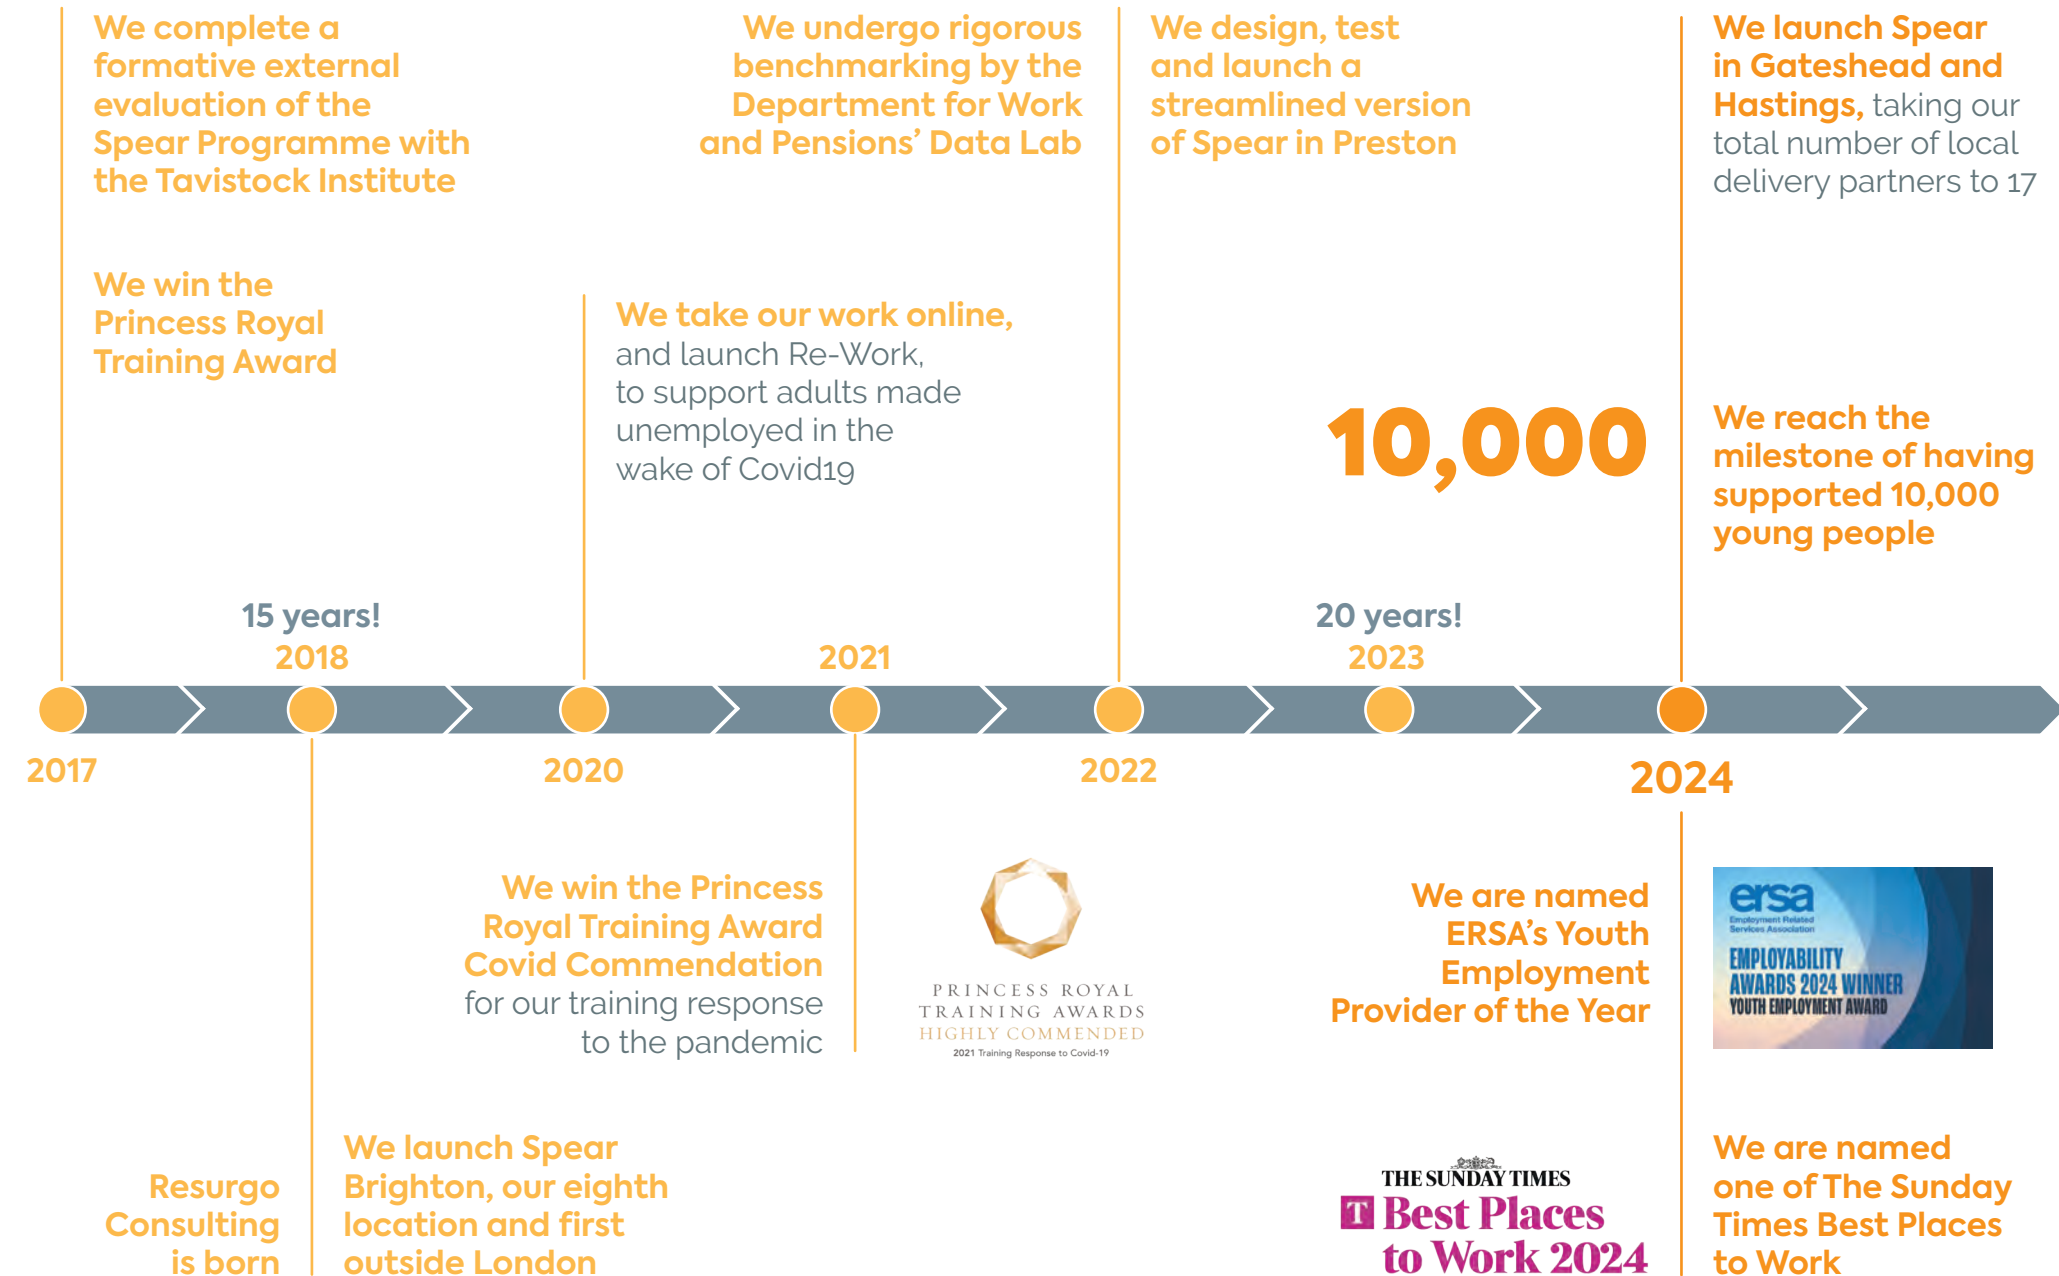 We complete a
formative external
evaluation of the
Spear Programme with
the Tavistock Institute
We win the
Princess Royal
Training Award
We take our work online,
and launch Re-Work,
to support adults made
unemployed in the
wake of Covid19
We undergo rigorous
benchmarking by the
Department for Work
and Pensions’ Data Lab
We design, test
and launch a
streamlined version
of Spear in Preston
We launch Spear
in Gateshead and
Hastings, taking our
total number of local
delivery partners to 17
10,000
We reach the
milestone of having
supported 10,000
young people
15 years!
2018
2021
20 years!
2023
2017
2020
2022
2024
We win the Princess
Royal Training Award
Covid Commendation
for our training response
to the pandemic
PRINCESS ROYAL
TRAINING AWARDS
HIGHLY COMMENDED
2021 Training Response to Covid-19
We are named
ERSA’s Youth
Employment
Provider of the Year
ersa
Employment Related
Services Association
EMPLOYABILITY
AWARDS 2024 WINNER
YOUTH EMPLOYMENT AWARD
Resurgo
Consulting
is born
We launch Spear
Brighton, our eighth
location and first
outside London
THE SUNDAY TIMES
T Best Places
to Work 2024
We are named
one of The Sunday
Times Best Places
to Work